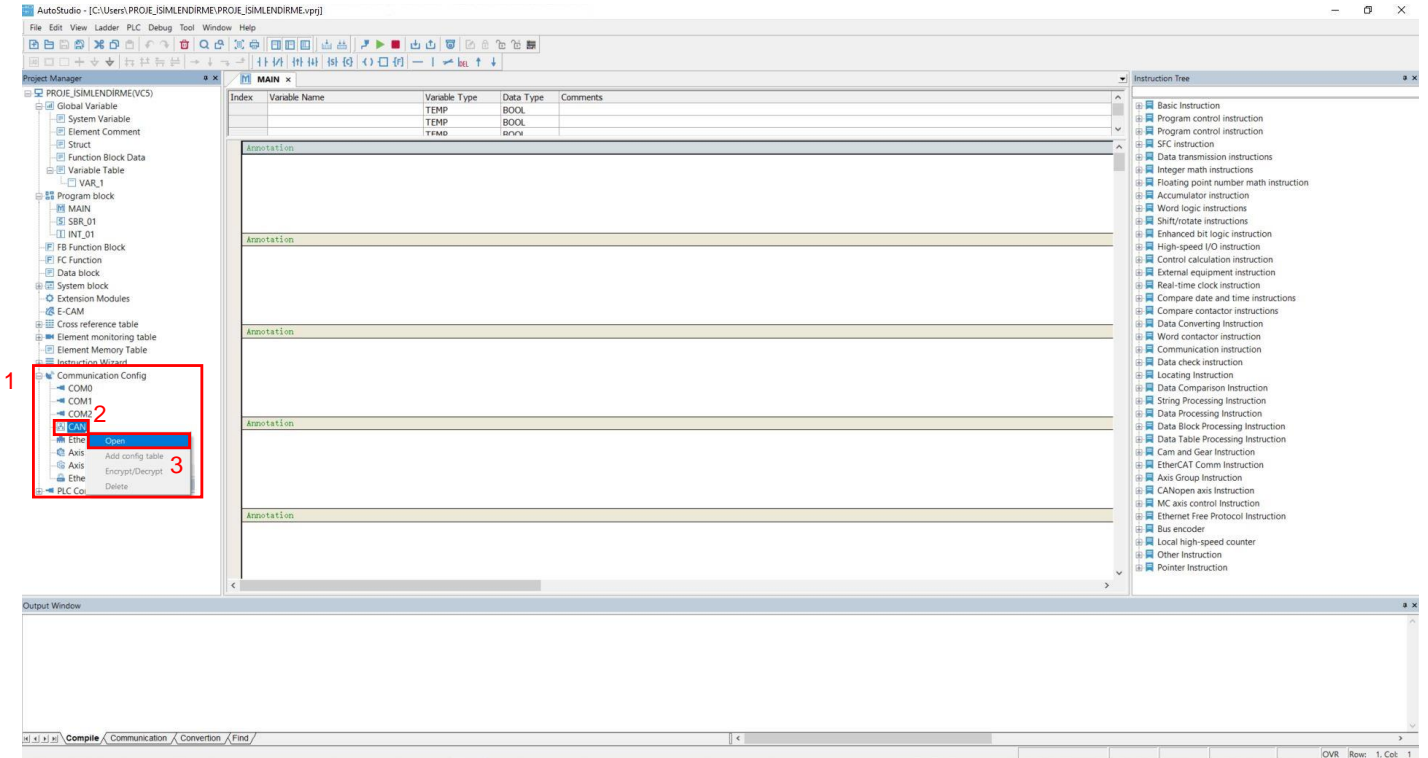 AutoStudio - [C:\Users\PROJE_İSİMLENDİRME\PROJE_İSİMLENDİRME.vprj]
File Edit View Ladder PLC Debug Tool Window Help
Project Manager
PROJE_İSİMLENDİRME(VC5)
Global Variable
System Variable
Element Comment
Struct
Function Block Data
Variable Table
VAR_1
Program block
MAIN
SBR_01
INT_01
FB Function Block
FC Function
Data block
System block
Extension Modules
E-CAM
Cross reference table
Element monitoring table
Element Memory Table
Instruction Wizard
1
Communication Config
COM0
COM1
COM2
2
CAN
Ethe
Axis
Axis
Ethe
PLC Co
Open
Add config table
3
Encrypt/Decrypt
Delete
MAIN
Index Variable Name Variable Type Data Type Comments
TEMP BOOL
TEMP BOOL
TEMP BOOL
Annotation
Annotation
Annotation
Annotation
Annotation
Instruction Tree
Basic Instruction
Program control instruction
Program control instruction
SFC instruction
Data transmission instructions
Integer math instructions
Floating point number math instruction
Accumulator instruction
Word logic instructions
Shift/rotate instructions
Enhanced bit logic instruction
High-speed I/O instruction
Control calculation instruction
External equipment instruction
Real-time clock instruction
Compare date and time instructions
Compare contactor instructions
Data Converting Instruction
Word contactor instruction
Communication instruction
Data check instruction
Locating Instruction
Data Comparison Instruction
String Processing Instruction
Data Processing Instruction
Data Block Processing Instruction
Data Table Processing Instruction
Cam and Gear Instruction
EtherCAT Comm Instruction
Axis Group Instruction
CANopen axis Instruction
MC axis control Instruction
Ethernet Free Protocol Instruction
Bus encoder
Local high-speed counter
Other Instruction
Pointer Instruction
Output Window
Compile Communication Convertion Find
OVR Row: 1, Col: 1